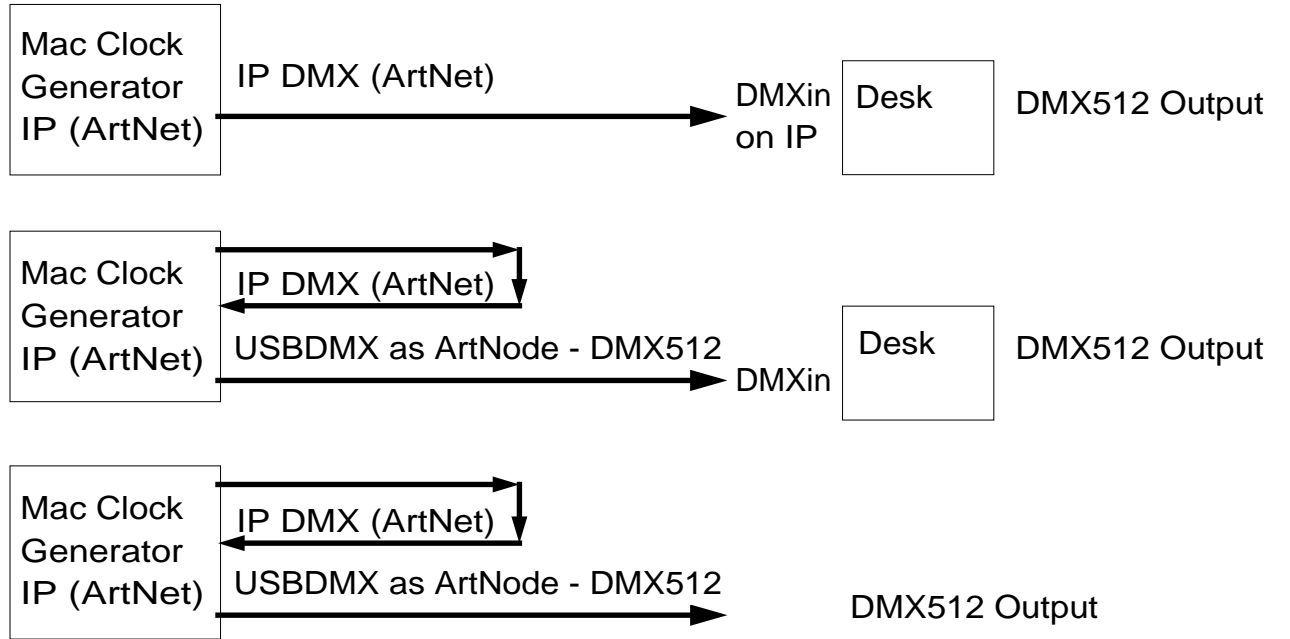 Mac Clock
Generator
IP (ArtNet)
IP DMX (ArtNet)
DMXin
on IP
Desk
DMX512 Output
Mac Clock
Generator
IP (ArtNet)
IP DMX (ArtNet)
USBDMX as ArtNode - DMX512
DMXin
Desk
DMX512 Output
Mac Clock
Generator
IP (ArtNet)
IP DMX (ArtNet)
USBDMX as ArtNode - DMX512
DMX512 Output